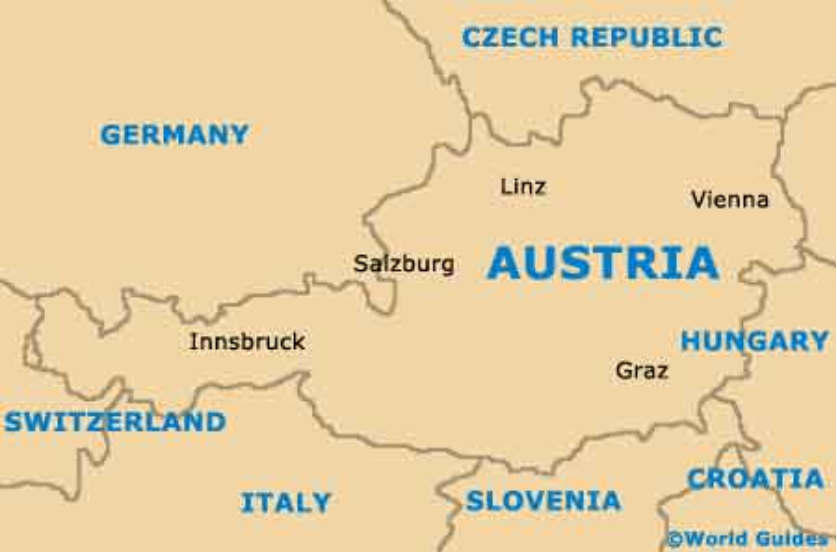 CZECH REPUBLIC
GERMANY
Linz
Vienna
Salzburg
AUSTRIA
Innsbruck
HUNGARY
Graz
SWITZERLAND
CROATIA
ITALY
SLOVENIA
©World Guides